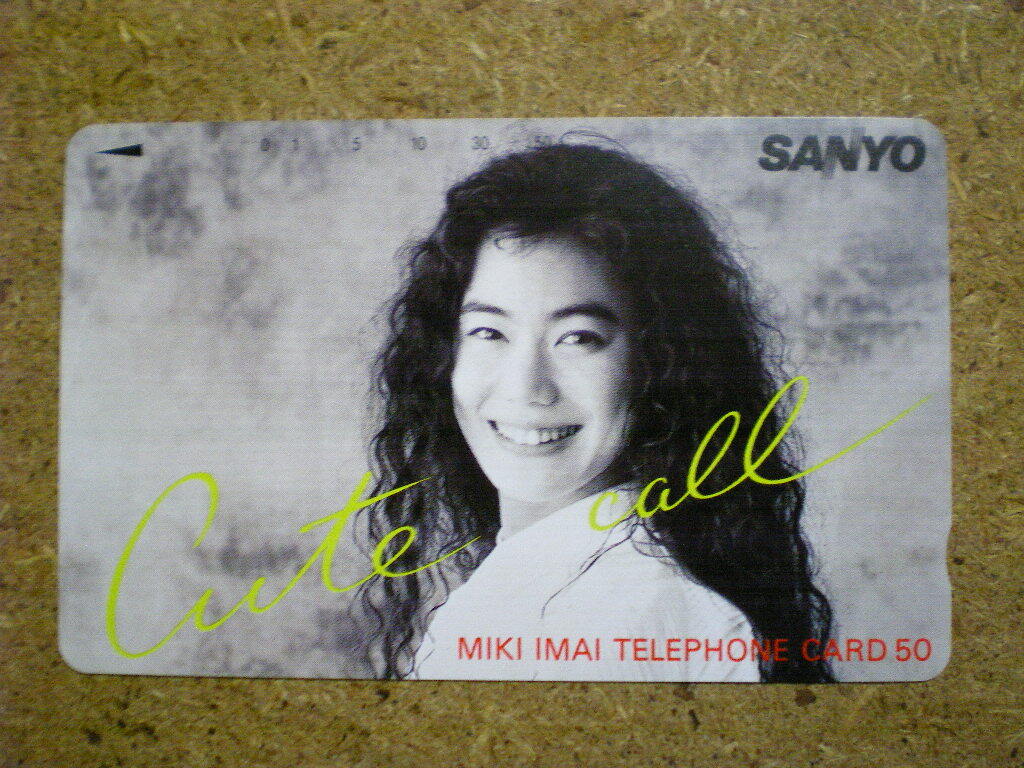 0 1 5 10 30 50
SANYO
Cute call
MIKI IMAI TELEPHONE CARD 50